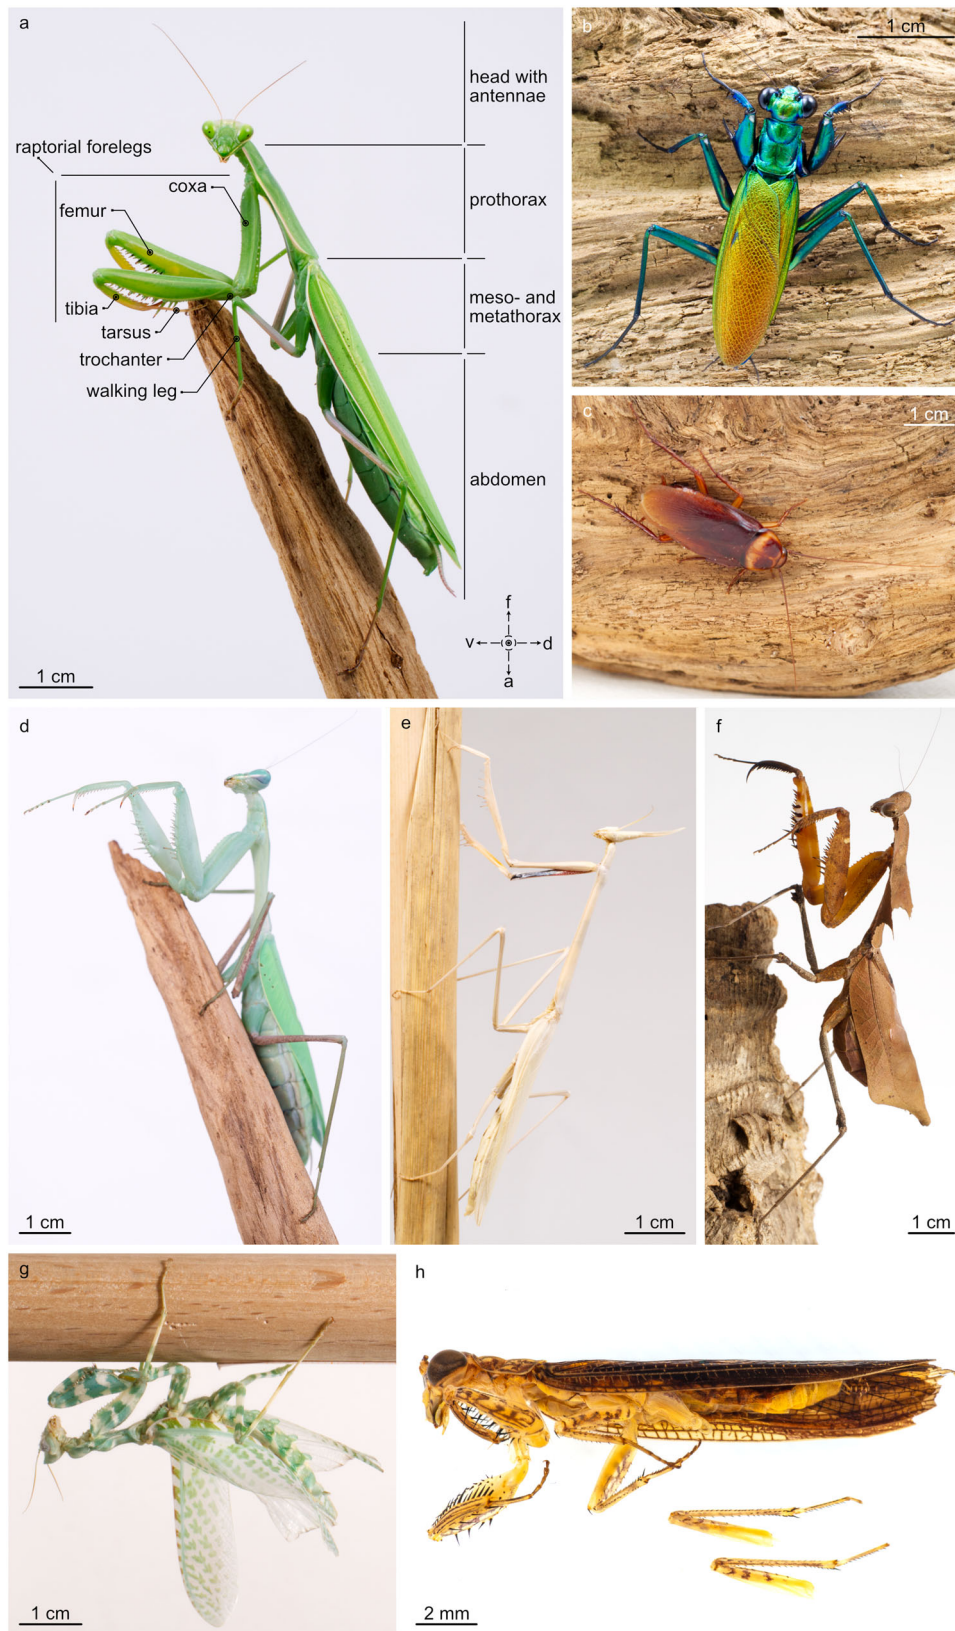 a
head with
antennae
raptorial forelegs
coxa
femur
prothorax
tibia
tarsus
trochanter
walking leg
meso- and
metathorax
abdomen
f
v
d
a
1 cm
b
1 cm
c
1 cm
d
1 cm
e
1 cm
f
1 cm
g
1 cm
h
2 mm